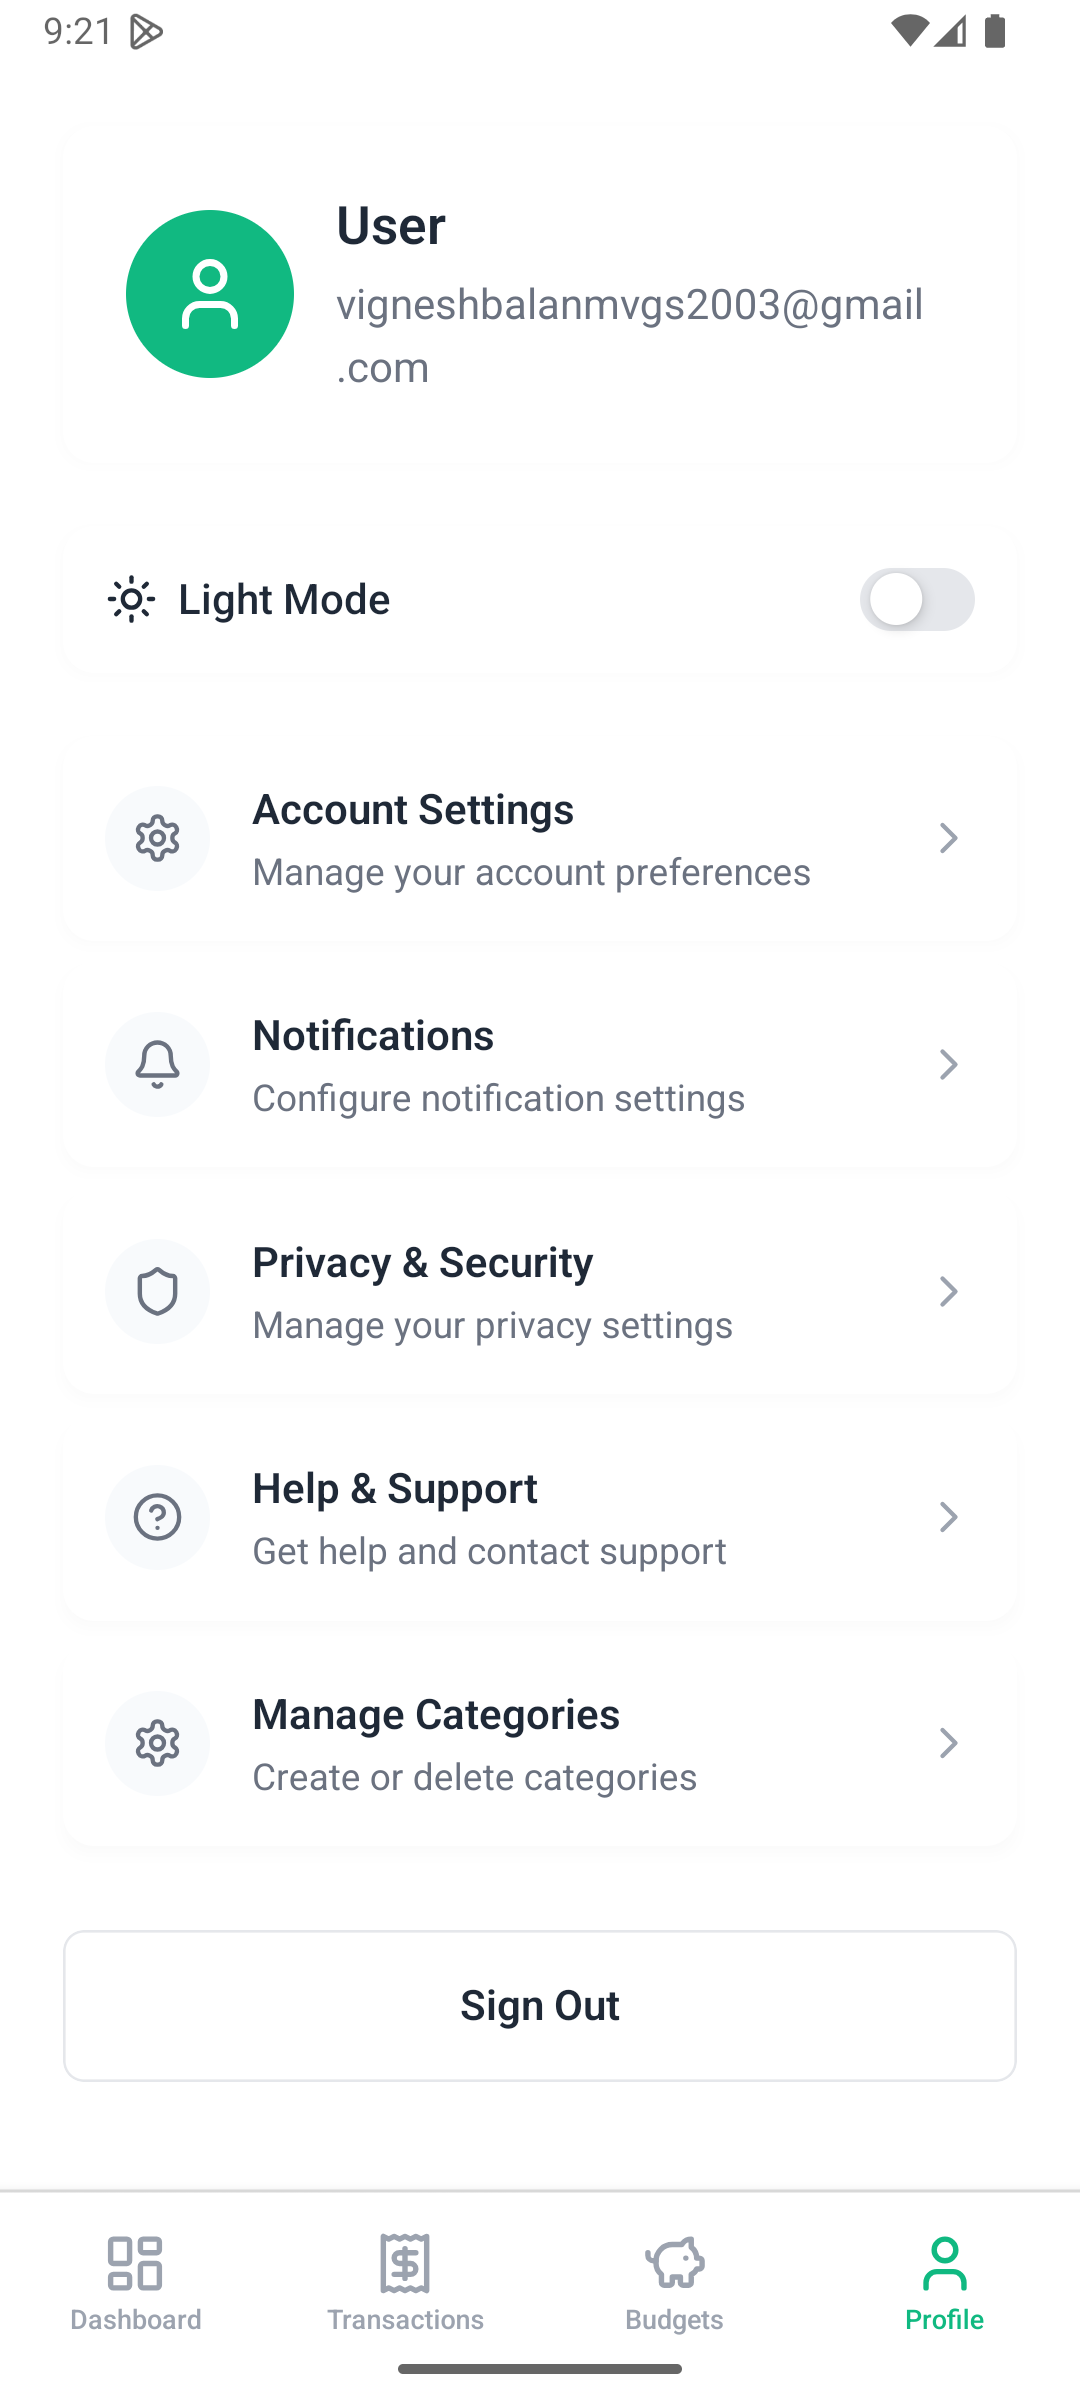 9:21
User
vigneshbalanmvgs2003@gmail
.com
Light Mode
Account Settings
Manage your account preferences
Notifications
Configure notification settings
Privacy & Security
Manage your privacy settings
Help & Support
Get help and contact support
Manage Categories
Create or delete categories
Sign Out
Dashboard
Transactions
Budgets
Profile